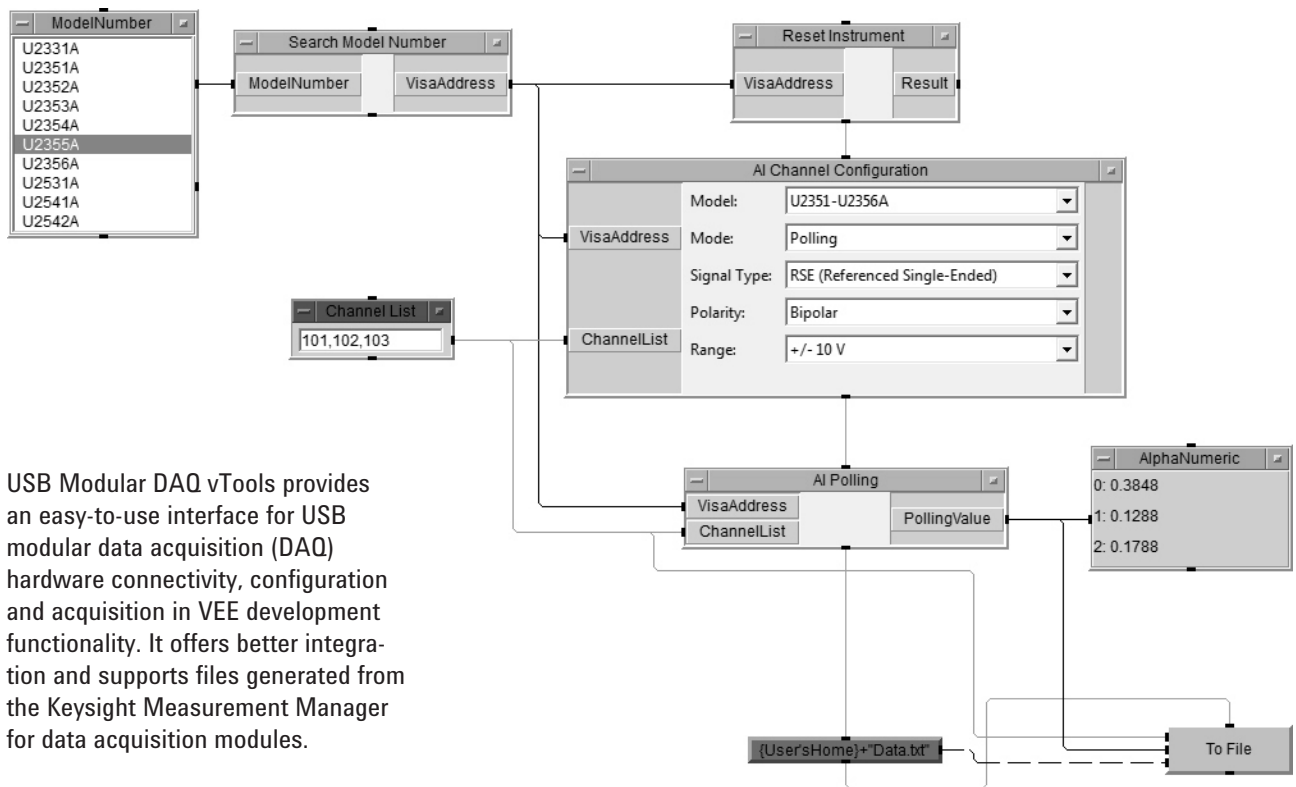 ModelNumber
U2331A
U2351A
U2352A
U2353A
U2354A
U2355A
U2356A
U2531A
U2541A
U2542A
Search Model Number
ModelNumber
VisaAddress
Reset Instrument
VisaAddress
Result
AI Channel Configuration
VisaAddress
ChannelList
Model:
U2351-U2356A
Mode:
Polling
Signal Type:
RSE (Referenced Single-Ended)
Polarity:
Bipolar
Range:
+/- 10 V
Channel List
101,102,103
USB Modular DAQ vTools provides
an easy-to-use interface for USB
modular data acquisition (DAQ)
hardware connectivity, configuration
and acquisition in VEE development
functionality. It offers better integra-
tion and supports files generated from
the Keysight Measurement Manager
for data acquisition modules.
AI Polling
VisaAddress
ChannelList
PollingValue
AlphaNumeric
0: 0.3848
1: 0.1288
2: 0.1788
{User'sHome}+"Data.txt"
To File